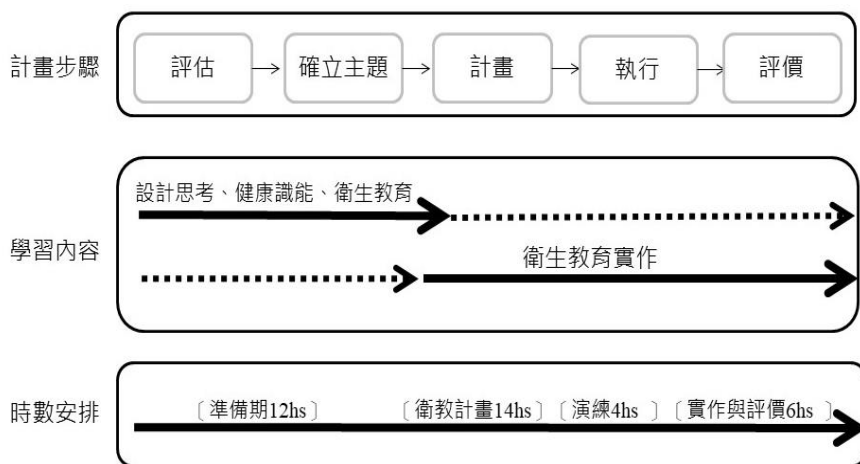 計畫步驟
評估 → 確立主題 → 計畫 → 執行 → 評價
學習內容
設計思考、健康識能、衛生教育
衛生教育實作
時數安排
〔準備期12hs〕 〔衛教計畫14hs〕〔演練4hs 〕〔實作與評價6hs 〕